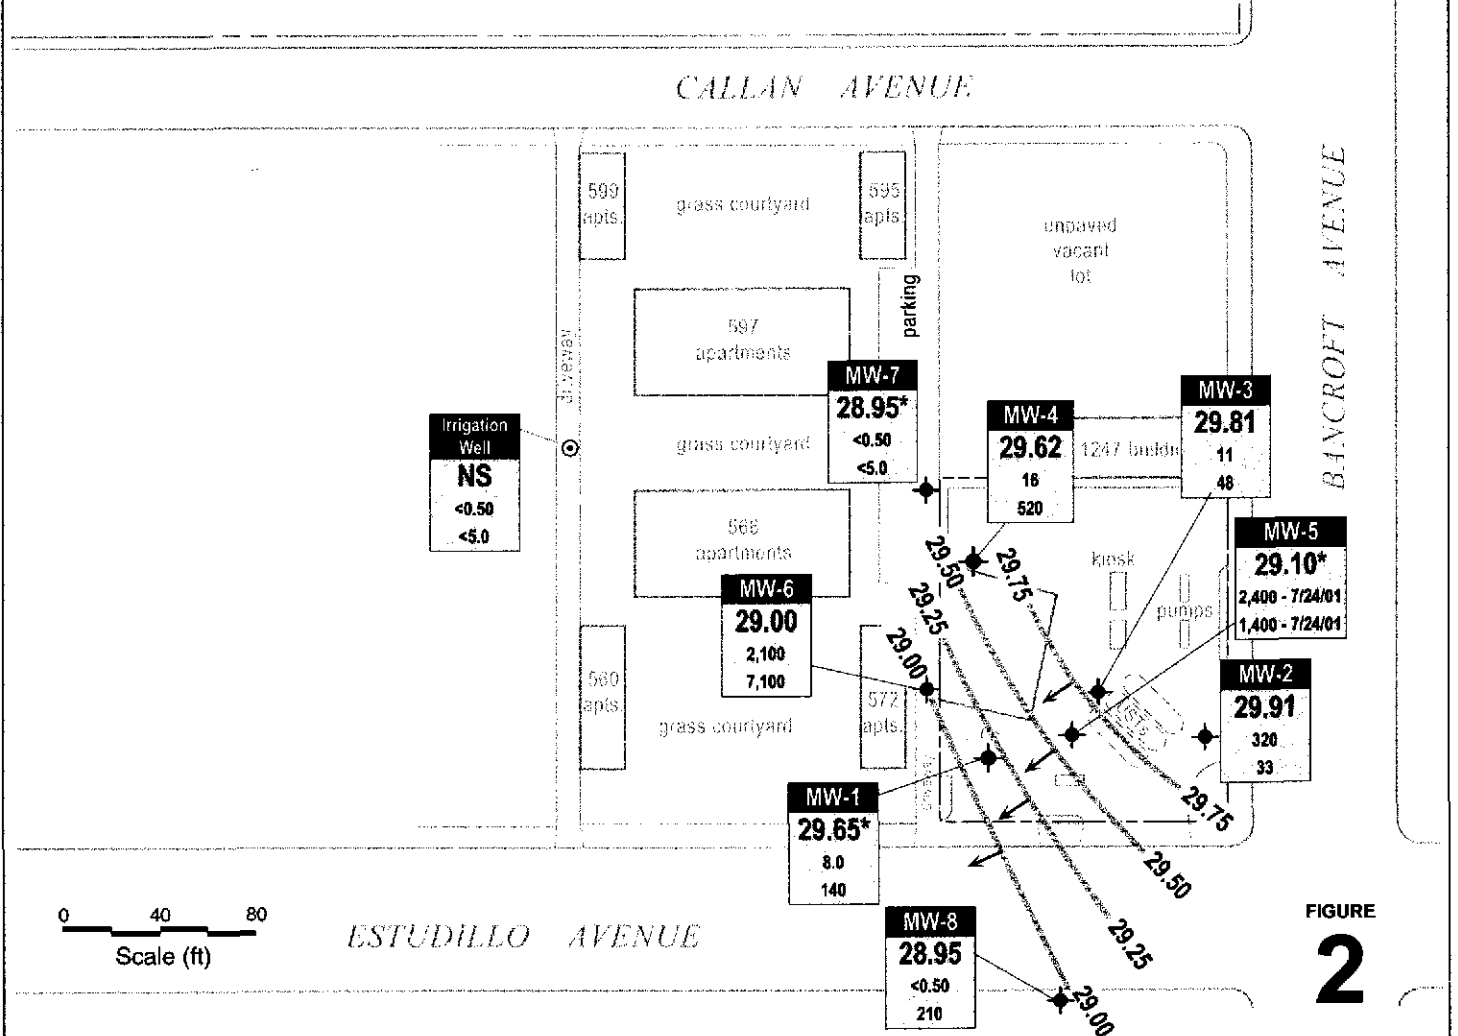 CALLAN AVENUE
BANCROFT AVENUE
599
apts.
grass courtyard
595
apts.
unpaved
vacant
lot
parking
597
apartments
driveway
MW-7
28.95*
<0.50
<5.0
MW-4
29.62
16
520
MW-3
29.81
11
48
1247 buildin
Irrigation
Well
NS
<0.50
<5.0
grass courtyard
568
apartments
kiosk
pumps
MW-5
29.10*
2,400 - 7/24/01
1,400 - 7/24/01
29.50
29.75
29.25
29.00
MW-6
29.00
2,100
7,100
MW-2
29.91
320
33
USTs
580
apts.
grass courtyard
572
apts.
driveway
MW-1
29.65*
8.0
140
29.75
29.50
29.25
29.00
MW-8
28.95
<0.50
210
0 40 80
Scale (ft)
ESTUDILLO AVENUE
FIGURE
2